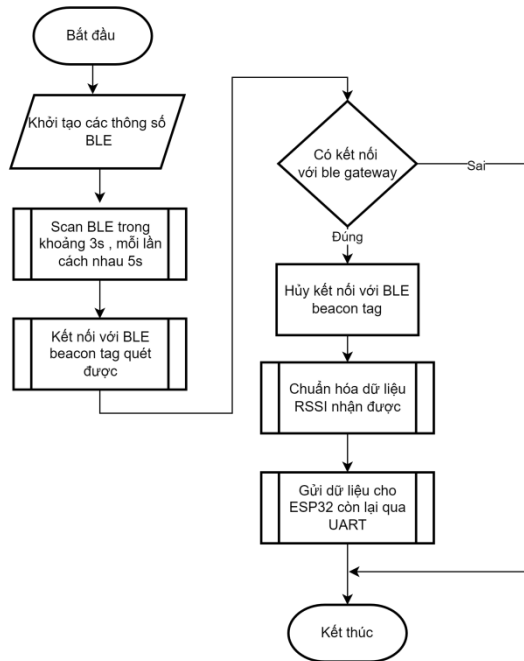 Bắt đầu
Khởi tạo các thông số
BLE
Scan BLE trong
khoảng 3s , mỗi lần
cách nhau 5s
Kết nối với BLE
beacon tag quét
được
Có kết nối
với ble gateway
Sai
Đúng
Hủy kết nối với BLE
beacon tag
Chuẩn hóa dữ liệu
RSSI nhận được
Gửi dữ liệu cho
ESP32 còn lại qua
UART
Kết thúc